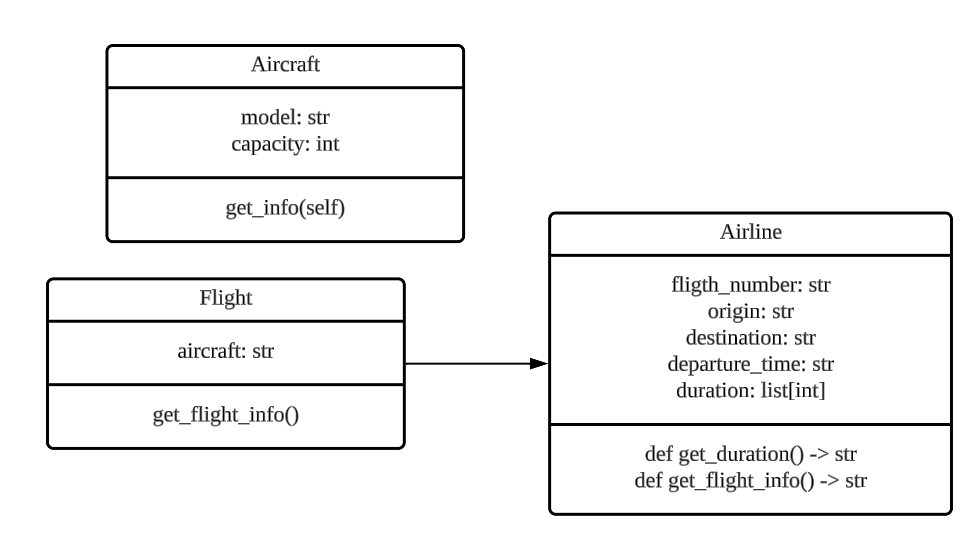 Aircraft
model: str
capacity: int
get_info(self)
Flight
aircraft: str
get_flight_info()
Airline
fligth_number: str
origin: str
destination: str
departure_time: str
duration: list[int]
def get_duration() -> str
def get_flight_info() -> str